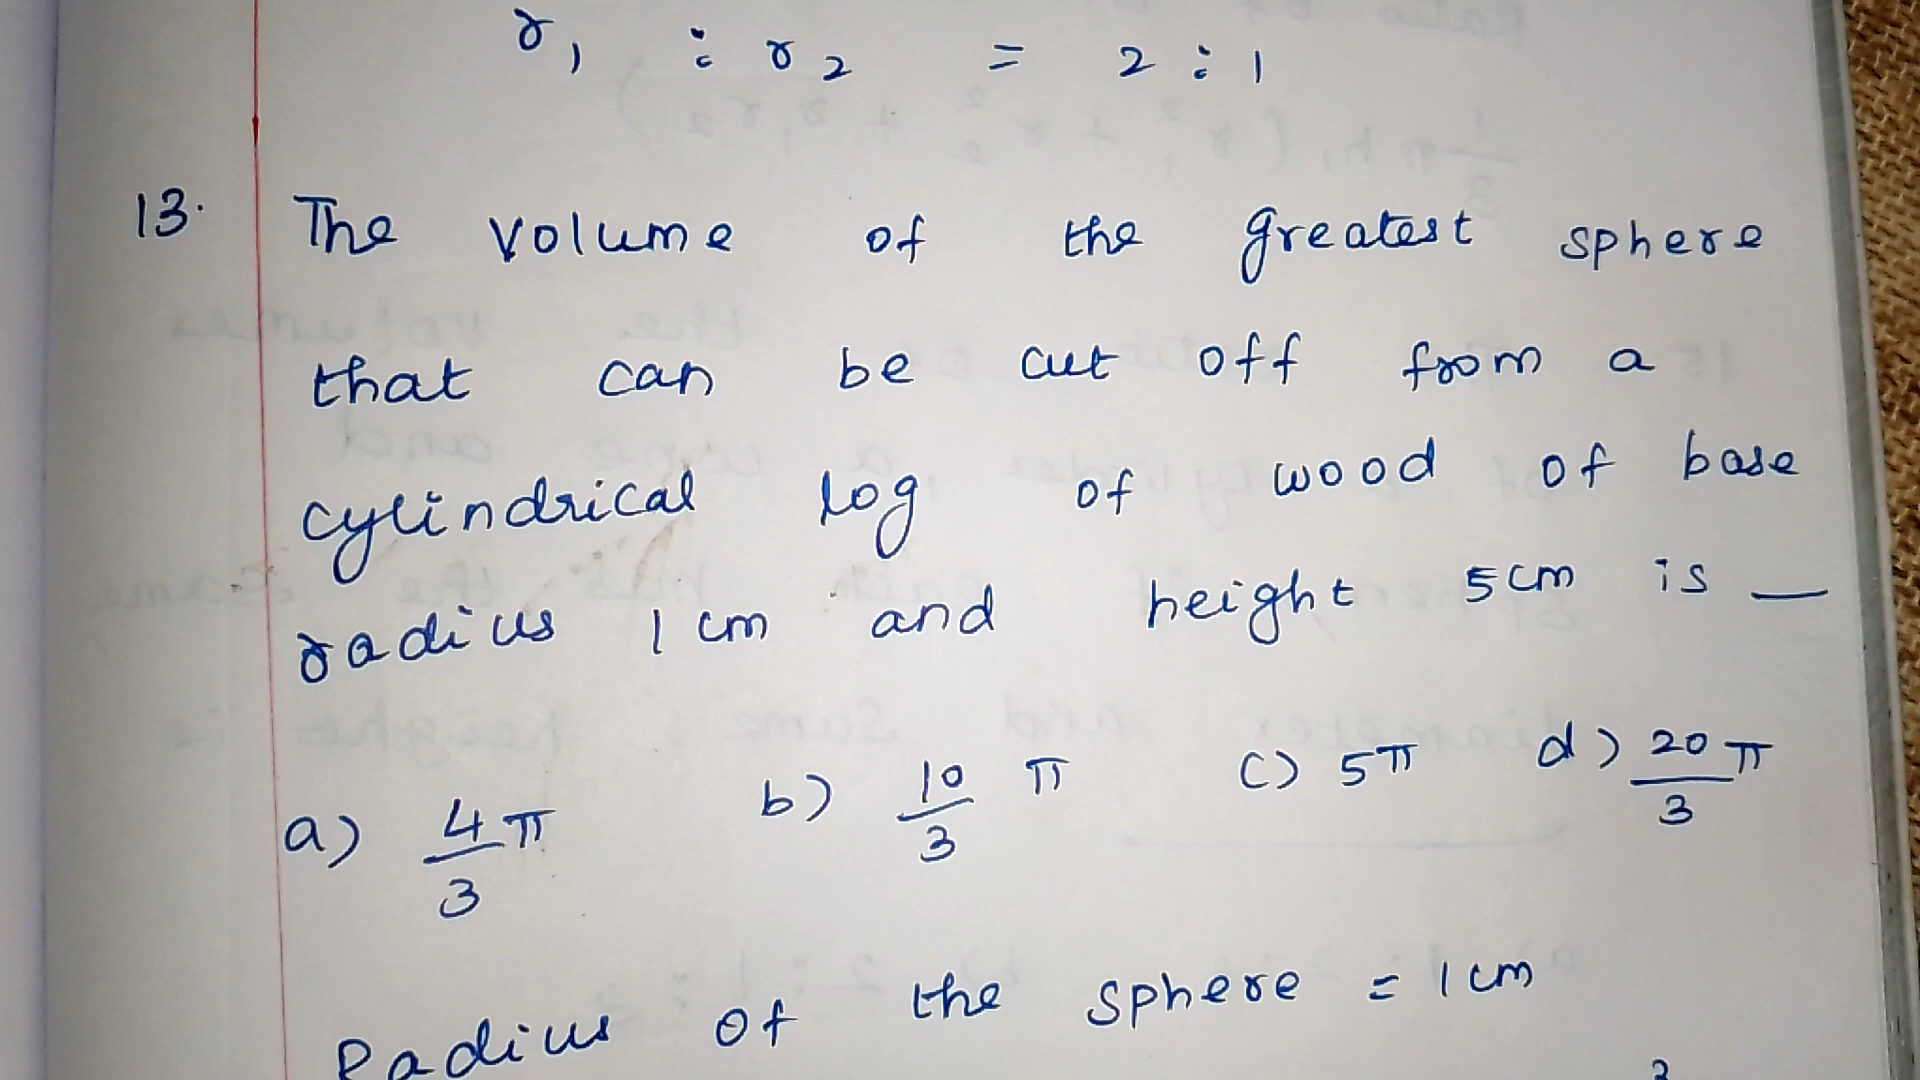 r₁ : r₂ = 2 : 1
13. The volume of the greatest sphere
that can be cut off from a
cylindrical log of wood of base
radius 1 cm and height 5 cm is —
a) 4/3 π b) 10/3 π c) 5π d) 20/3 π
Radius of the sphere = 1 cm